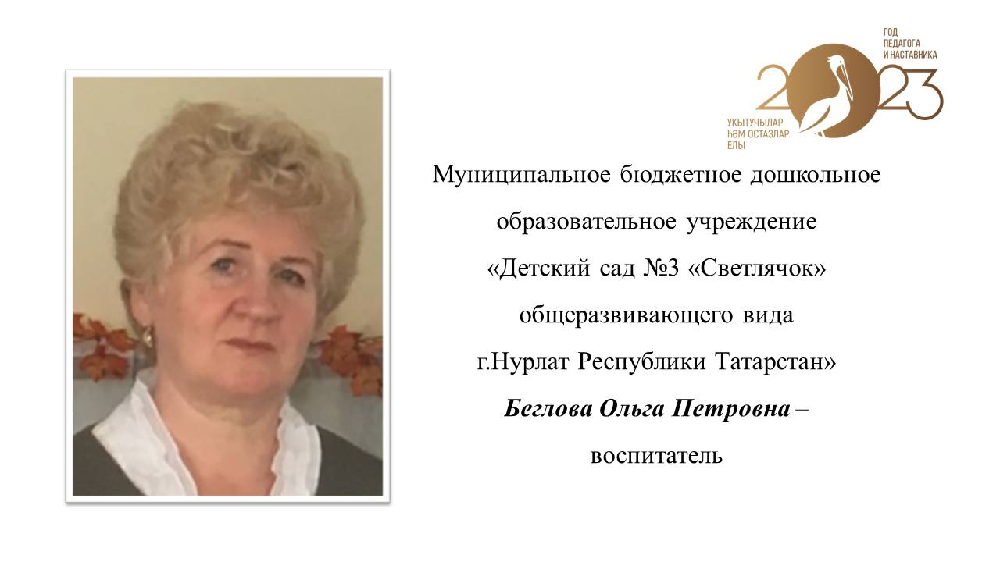 ГОД
ПЕДАГОГА
И НАСТАВНИКА
2023
УКЫТУЧЫЛАР
ҺӘМ ОСТАЗЛАР
ЕЛЫ
Муниципальное бюджетное дошкольное
образовательное учреждение
«Детский сад №3 «Светлячок»
общеразвивающего вида
г.Нурлат Республики Татарстан»
Беглова Ольга Петровна –
воспитатель